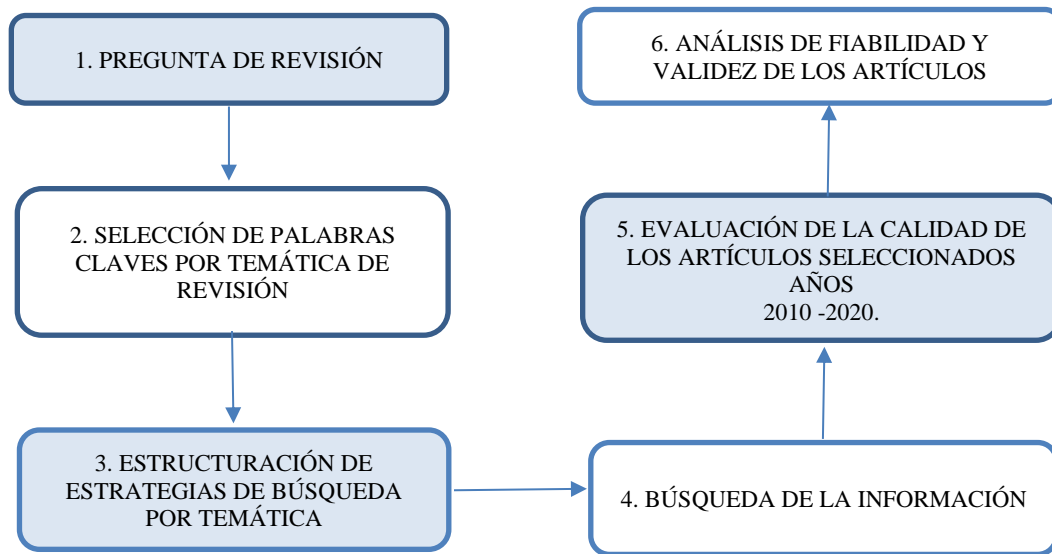 1. PREGUNTA DE REVISIÓN
2. SELECCIÓN DE PALABRAS
CLAVES POR TEMÁTICA DE
REVISIÓN
3. ESTRUCTURACIÓN DE
ESTRATEGIAS DE BÚSQUEDA
POR TEMÁTICA
4. BÚSQUEDA DE LA INFORMACIÓN
5. EVALUACIÓN DE LA CALIDAD DE
LOS ARTÍCULOS SELECCIONADOS
AÑOS
2010 -2020.
6. ANÁLISIS DE FIABILIDAD Y
VALIDEZ DE LOS ARTÍCULOS